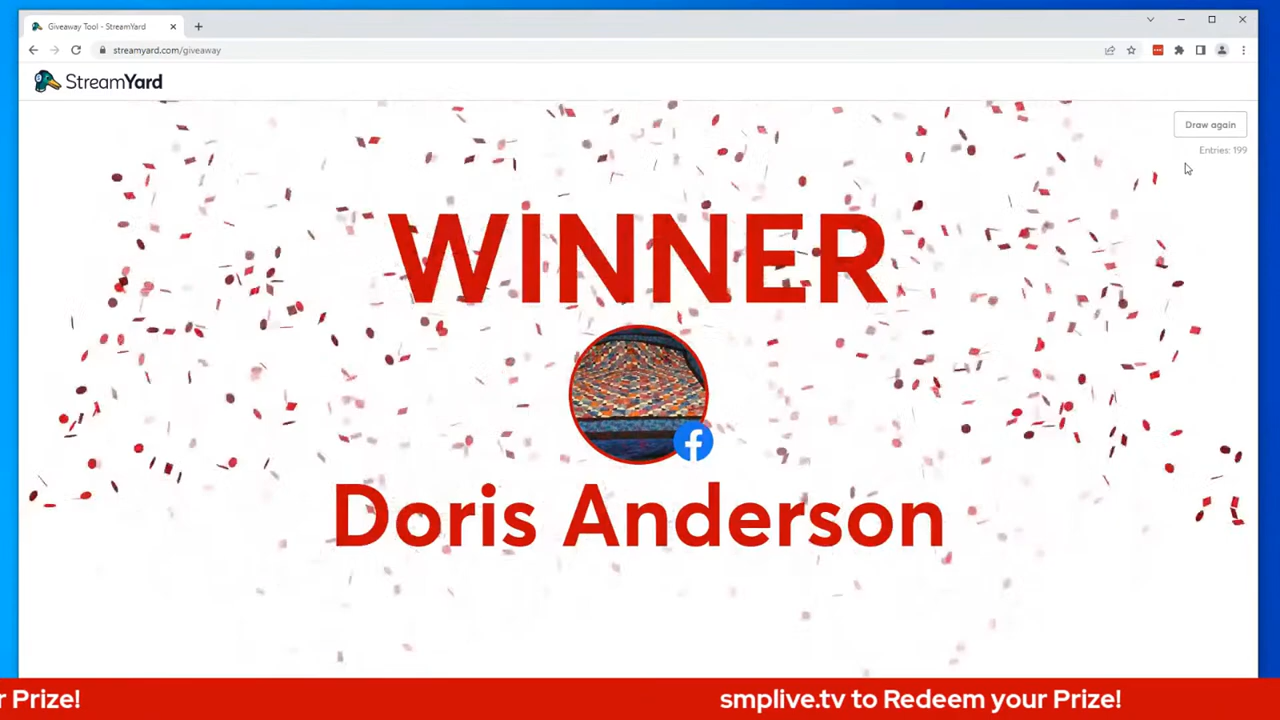 Giveaway Tool - StreamYard
streamyard.com/giveaway
StreamYard
Draw again
Entries: 199
WINNER
Doris Anderson
r Prize!
smplive.tv to Redeem your Prize!